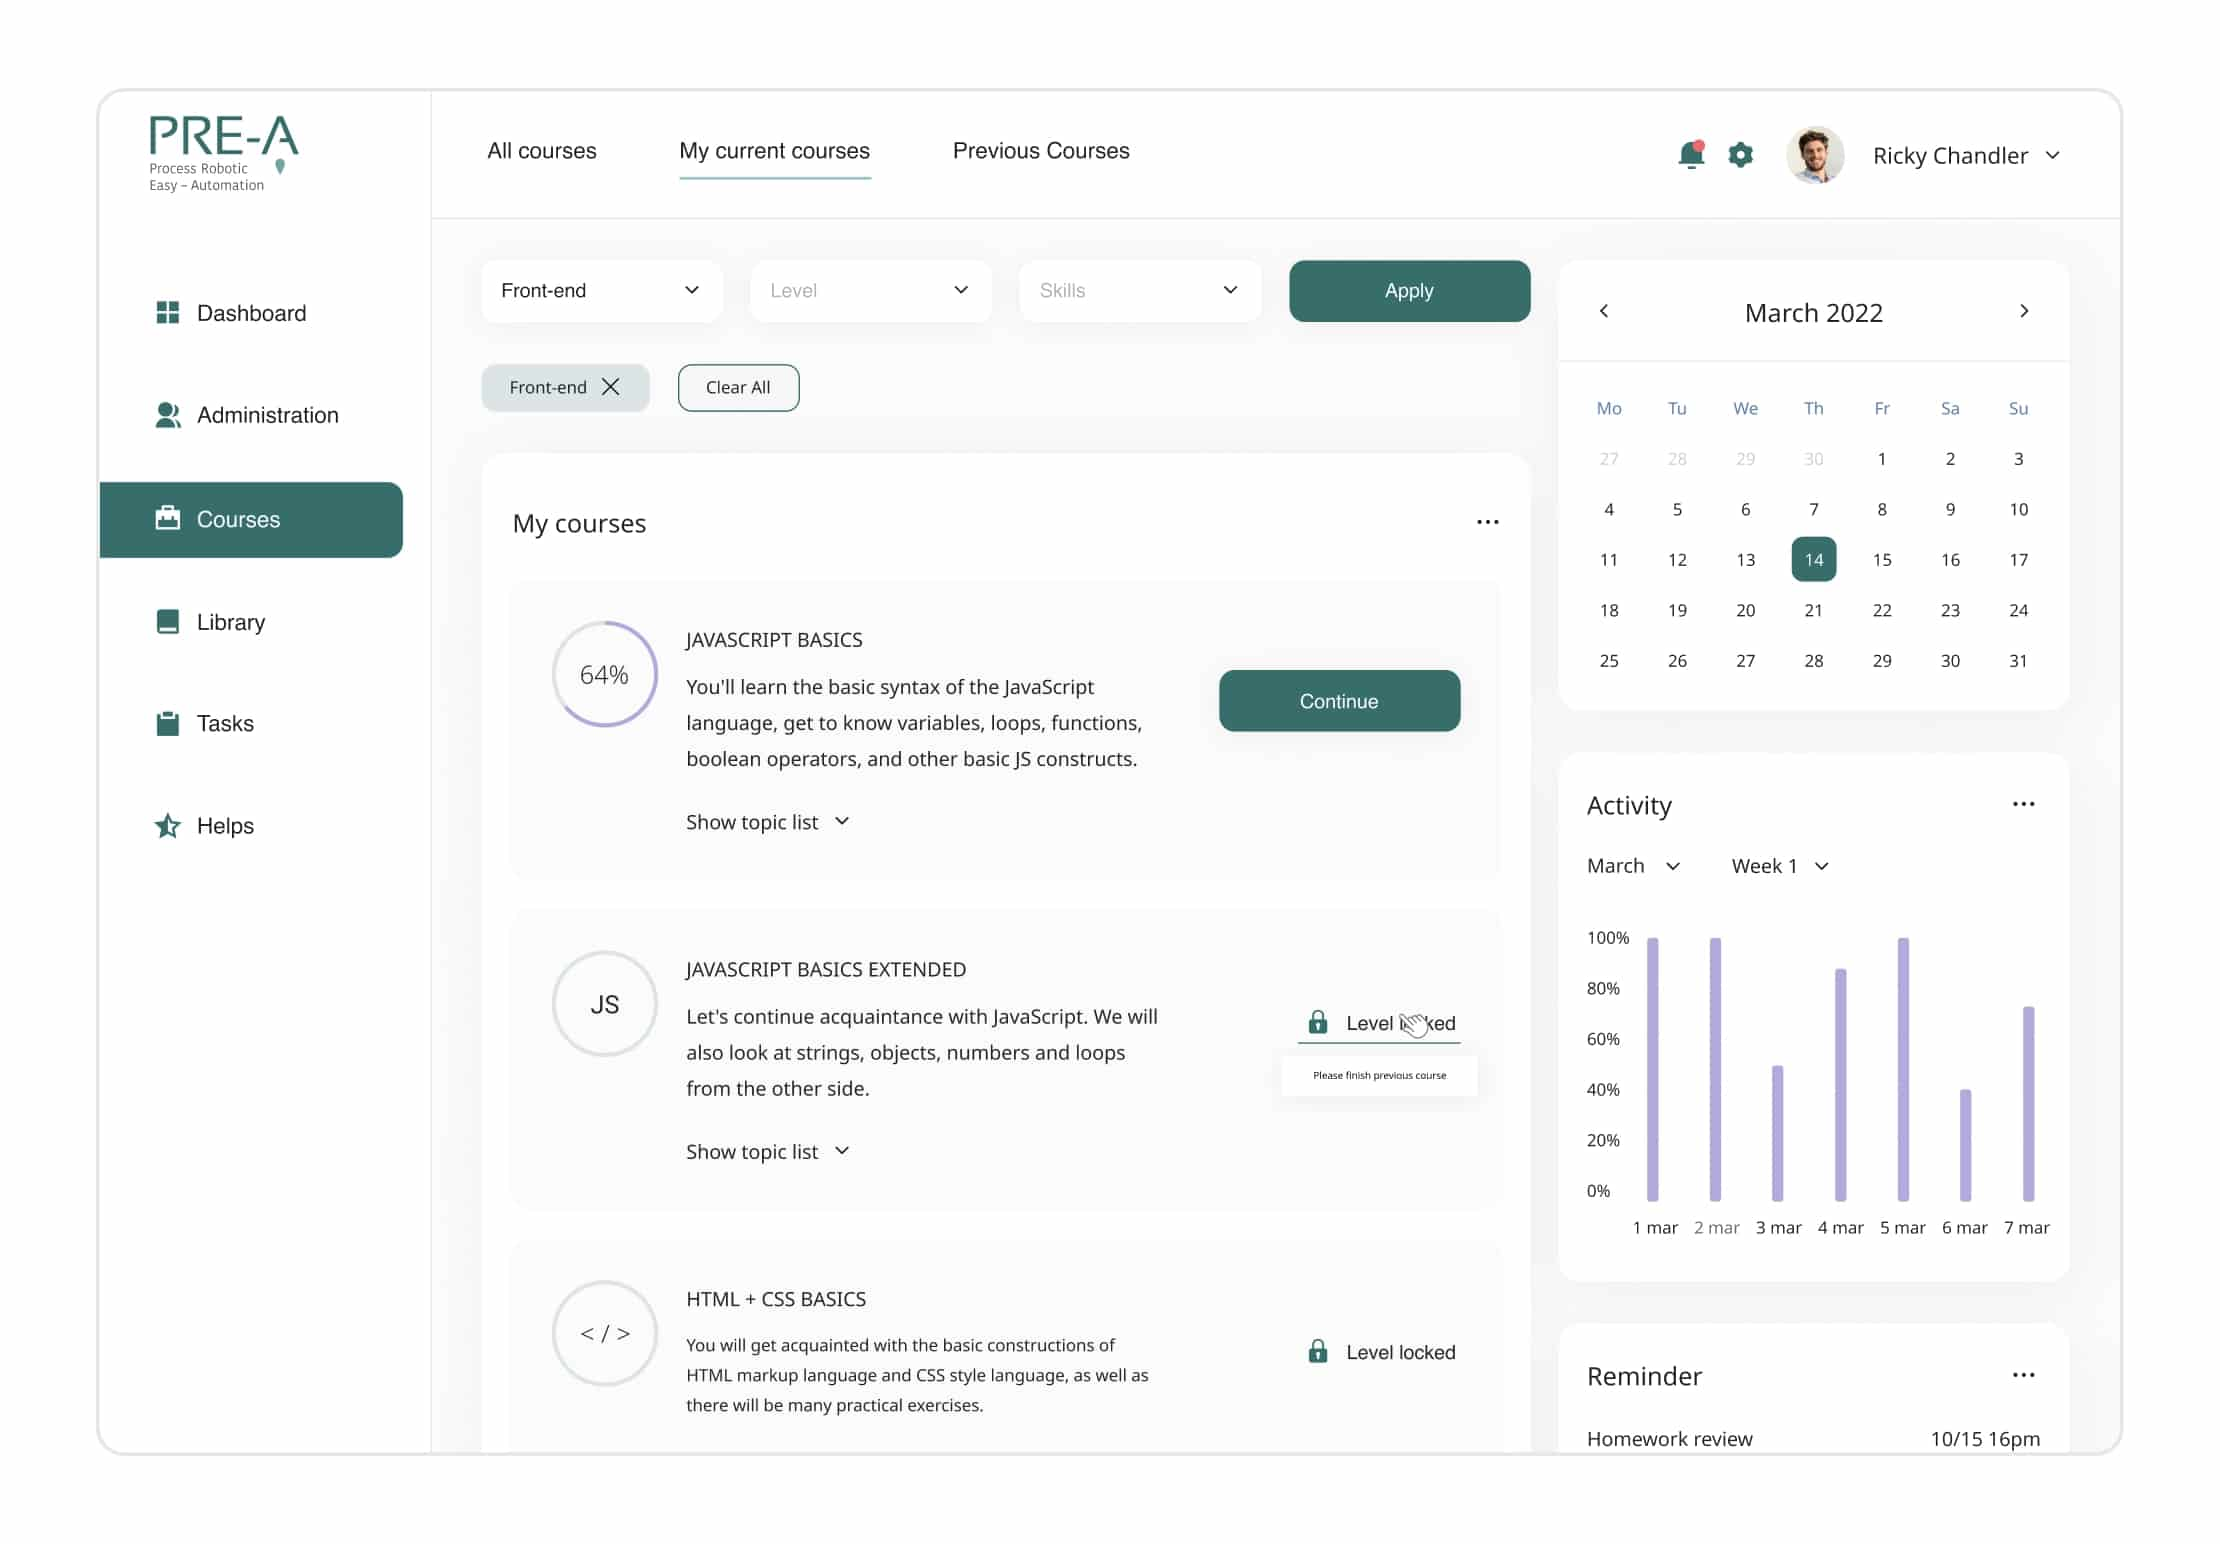 PRE-A
Process Robotic
Easy – Automation
Dashboard
Administration
Courses
Library
Tasks
Helps
All courses
My current courses
Previous Courses
Ricky Chandler
Front-end
Level
Skills
Apply
Front-end
Clear All
My courses
64%
JAVASCRIPT BASICS
You'll learn the basic syntax of the JavaScript
language, get to know variables, loops, functions,
boolean operators, and other basic JS constructs.
Show topic list
Continue
JS
JAVASCRIPT BASICS EXTENDED
Let's continue acquaintance with JavaScript. We will
also look at strings, objects, numbers and loops
from the other side.
Show topic list
Level locked
Please finish previous course
< / >
HTML + CSS BASICS
You will get acquainted with the basic constructions of
HTML markup language and CSS style language, as well as
there will be many practical exercises.
Level locked
March 2022
Mo Tu We Th Fr Sa Su
27 28 29 30 1 2 3
4 5 6 7 8 9 10
11 12 13 14 15 16 17
18 19 20 21 22 23 24
25 26 27 28 29 30 31
Activity
March
Week 1
100%
80%
60%
40%
20%
0%
1 mar 2 mar 3 mar 4 mar 5 mar 6 mar 7 mar
Reminder
Homework review 10/15 16pm